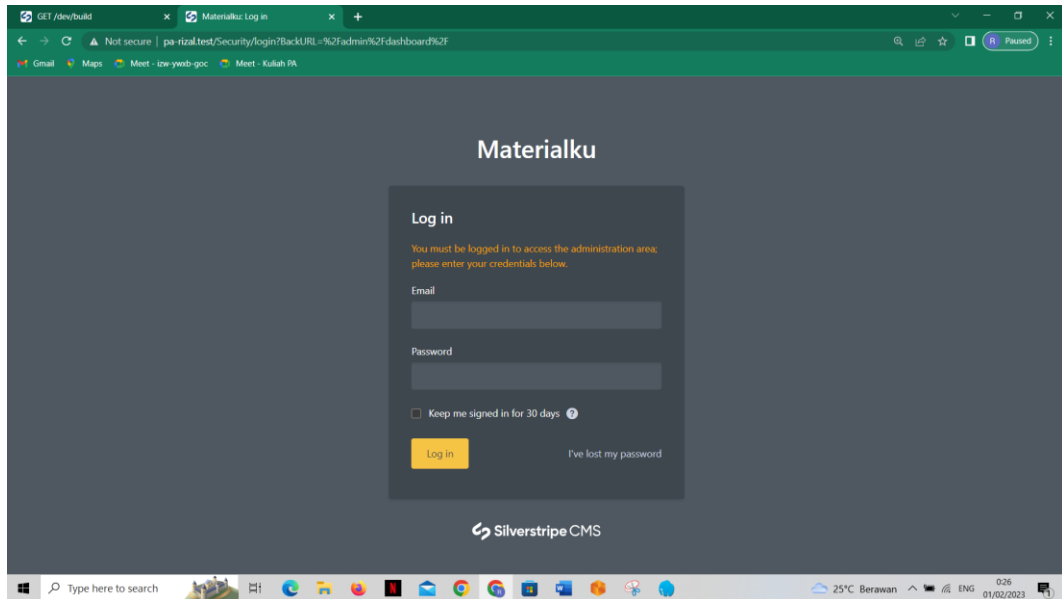 GET /dev/build
Materialku: Log in
Not secure | pa-rizal.test/Security/login?BackURL=%2Fadmin%2Fdashboard%2F
R Paused
Gmail Maps Meet - izw-ywxb-goc Meet - Kuliah PA
Materialku
Log in
You must be logged in to access the administration area;
please enter your credentials below.
Email
Password
Keep me signed in for 30 days ?
Log in I've lost my password
Silverstripe CMS
Type here to search
25°C Berawan ENG
0:26
01/02/2023